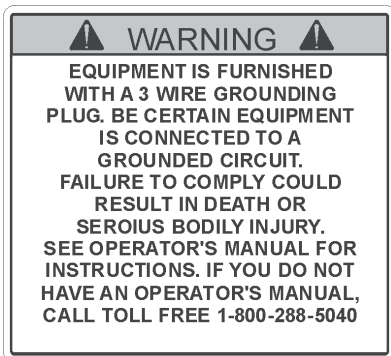 WARNING
EQUIPMENT IS FURNISHED
WITH A 3 WIRE GROUNDING
PLUG. BE CERTAIN EQUIPMENT
IS CONNECTED TO A
GROUNDED CIRCUIT.
FAILURE TO COMPLY COULD
RESULT IN DEATH OR
SEROIUS BODILY INJURY.
SEE OPERATOR'S MANUAL FOR
INSTRUCTIONS. IF YOU DO NOT
HAVE AN OPERATOR'S MANUAL,
CALL TOLL FREE 1-800-288-5040